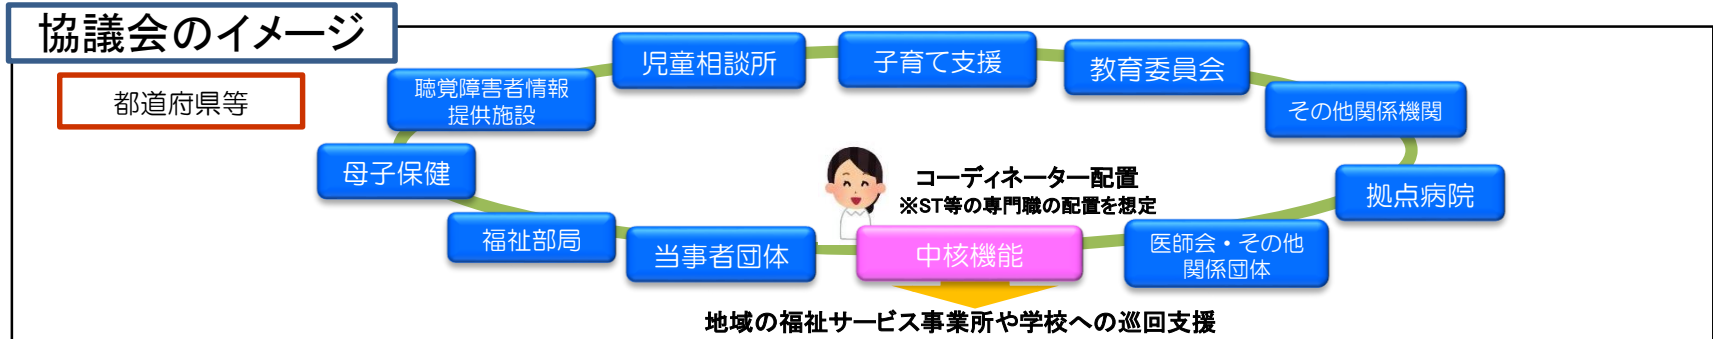 協議会のイメージ
都道府県等
児童相談所
子育て支援
教育委員会
聴覚障害者情報
提供施設
その他関係機関
母子保健
コーディネーター配置
※ST等の専門職の配置を想定
拠点病院
福祉部局
当事者団体
中核機能
医師会・その他
関係団体
地域の福祉サービス事業所や学校への巡回支援